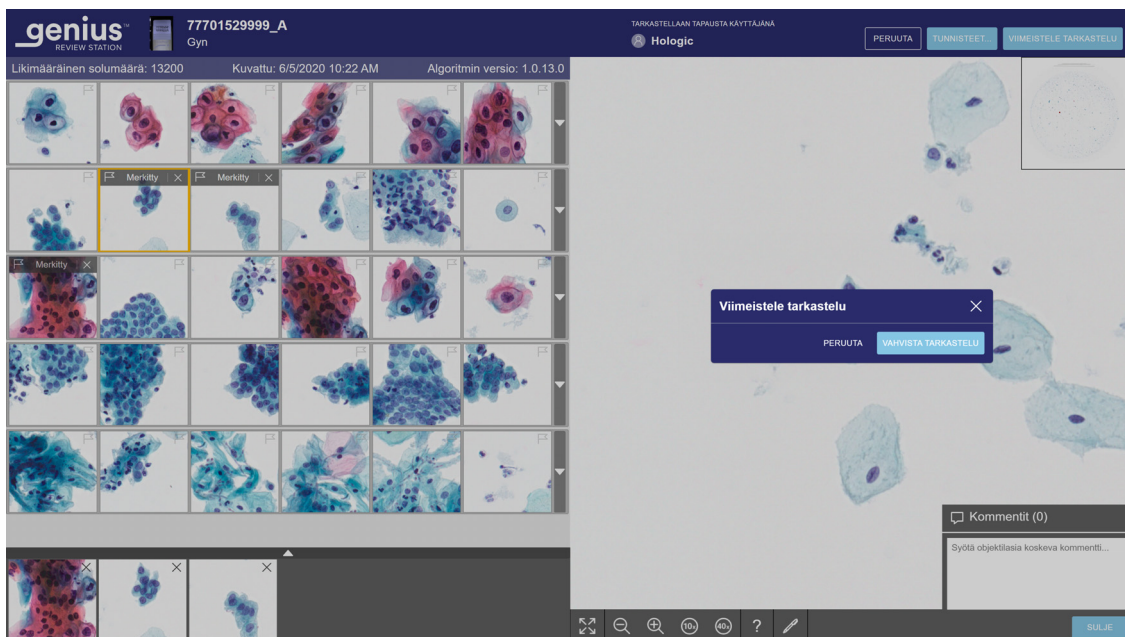 genius™
REVIEW STATION
77701529999_A
Gyn
TARKASTELLAAN TAPAUSTA KÄYTTÄJÄNÄ
Hologic
PERUUTA
TUNNISTEET...
VIIMEISTELE TARKASTELU
Likimääräinen solumäärä: 13200
Kuvattu: 6/5/2020 10:22 AM
Algoritmin versio: 1.0.13.0
Merkitty
Merkitty
Merkitty
Viimeistele tarkastelu
PERUUTA
VAHVISTA TARKASTELU
Kommentit (0)
Syötä objektilasia koskeva kommentti...
10x
40x
?
SULJE